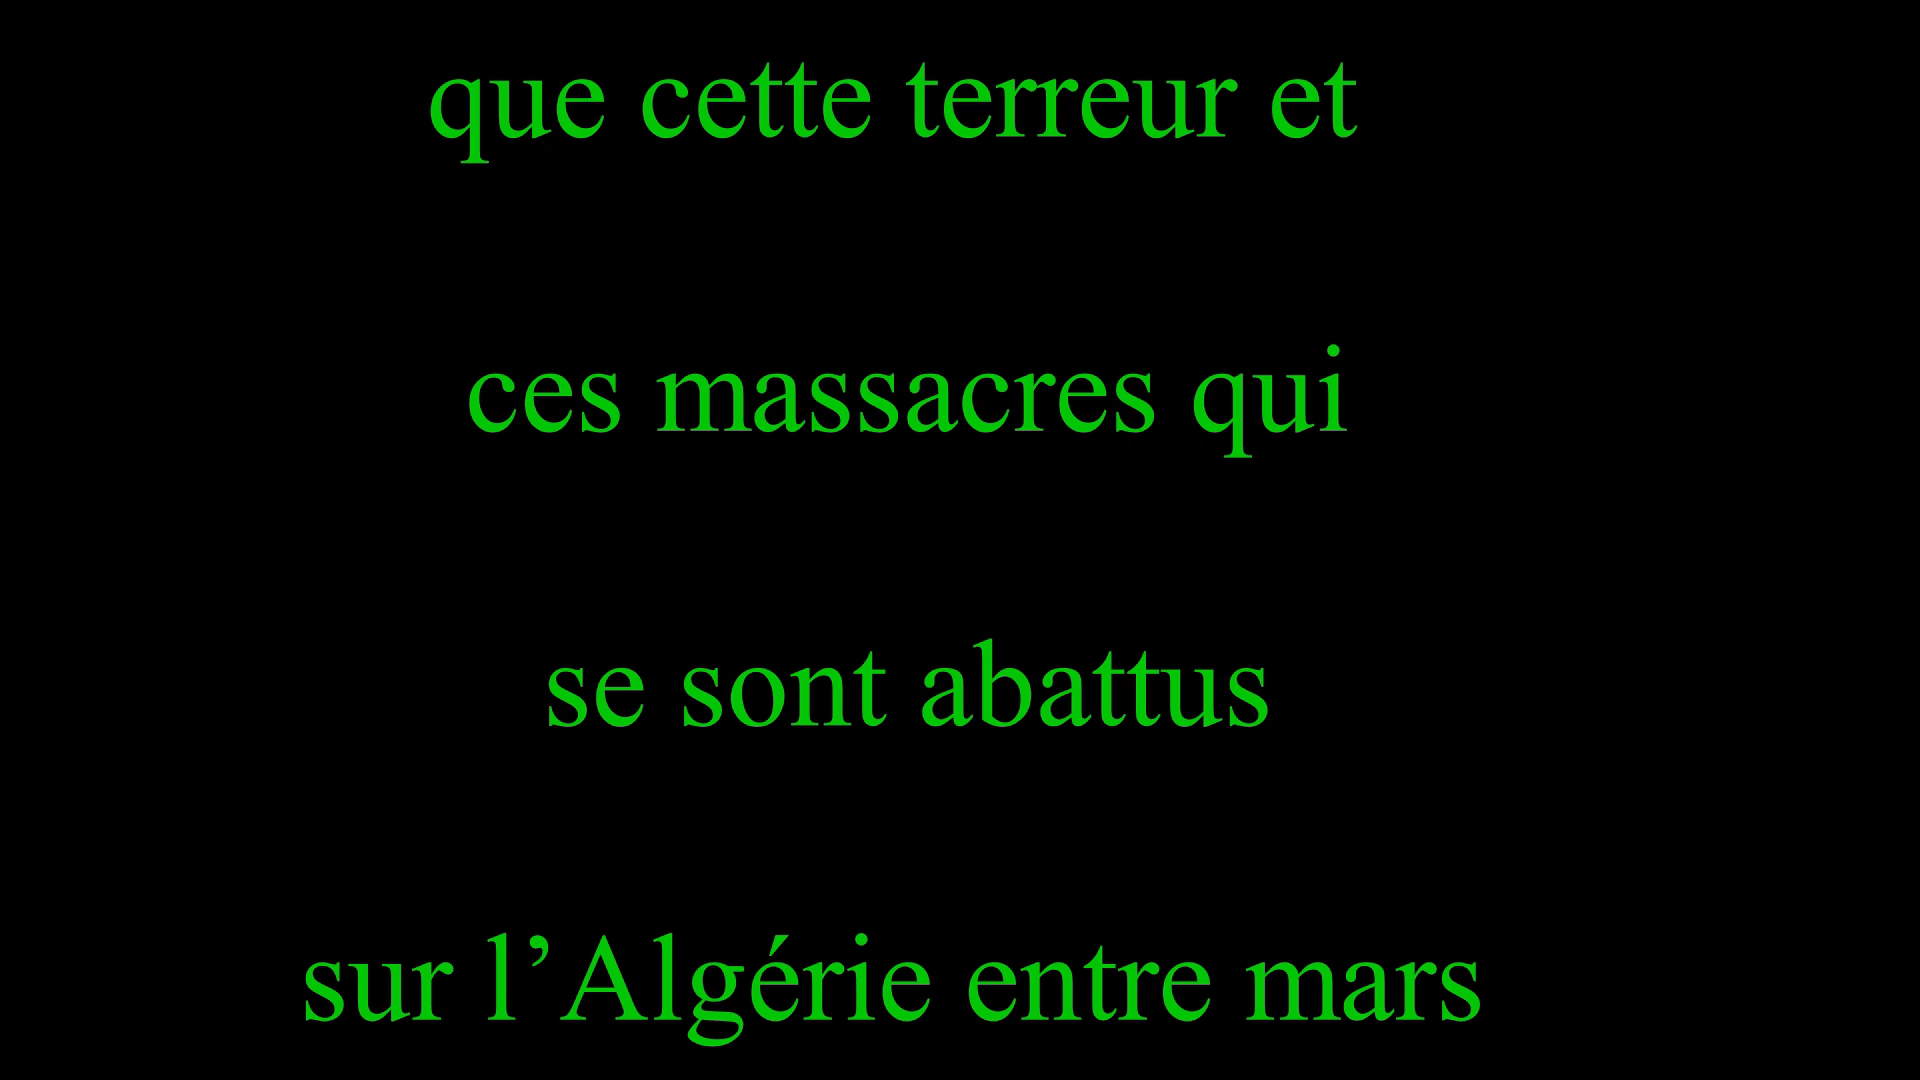 que cette terreur et
ces massacres qui
se sont abattus
sur l’Algérie entre mars